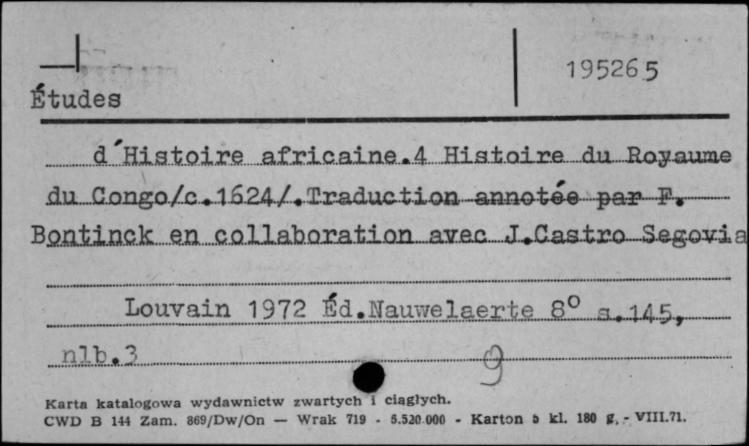 195265
Études
d'Histoire africaine.4 Histoire du Royaume
du Congo/c.1624/.Traduction annotée par F.
Bontinck en collaboration avec J.Castro Segovia
Louvain 1972 Éd.Nauwelaerte 8° s.145,
nlb.3
9
Karta katalogowa wydawnictw zwartych i ciągłych.
CWD B 144 Zam. 869/Dw/On — Wrak 719 - 5.520.000 - Karton b kl. 180 g. - VIII.71.